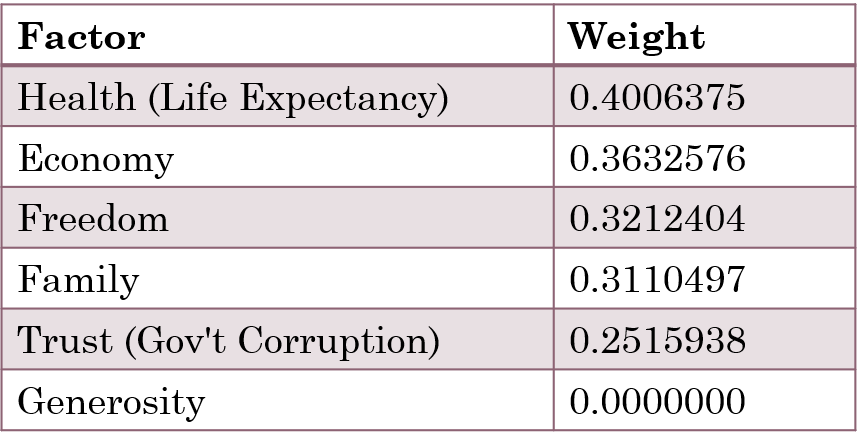 Factor Weight
Health (Life Expectancy) 0.4006375
Economy 0.3632576
Freedom 0.3212404
Family 0.3110497
Trust (Gov't Corruption) 0.2515938
Generosity 0.0000000